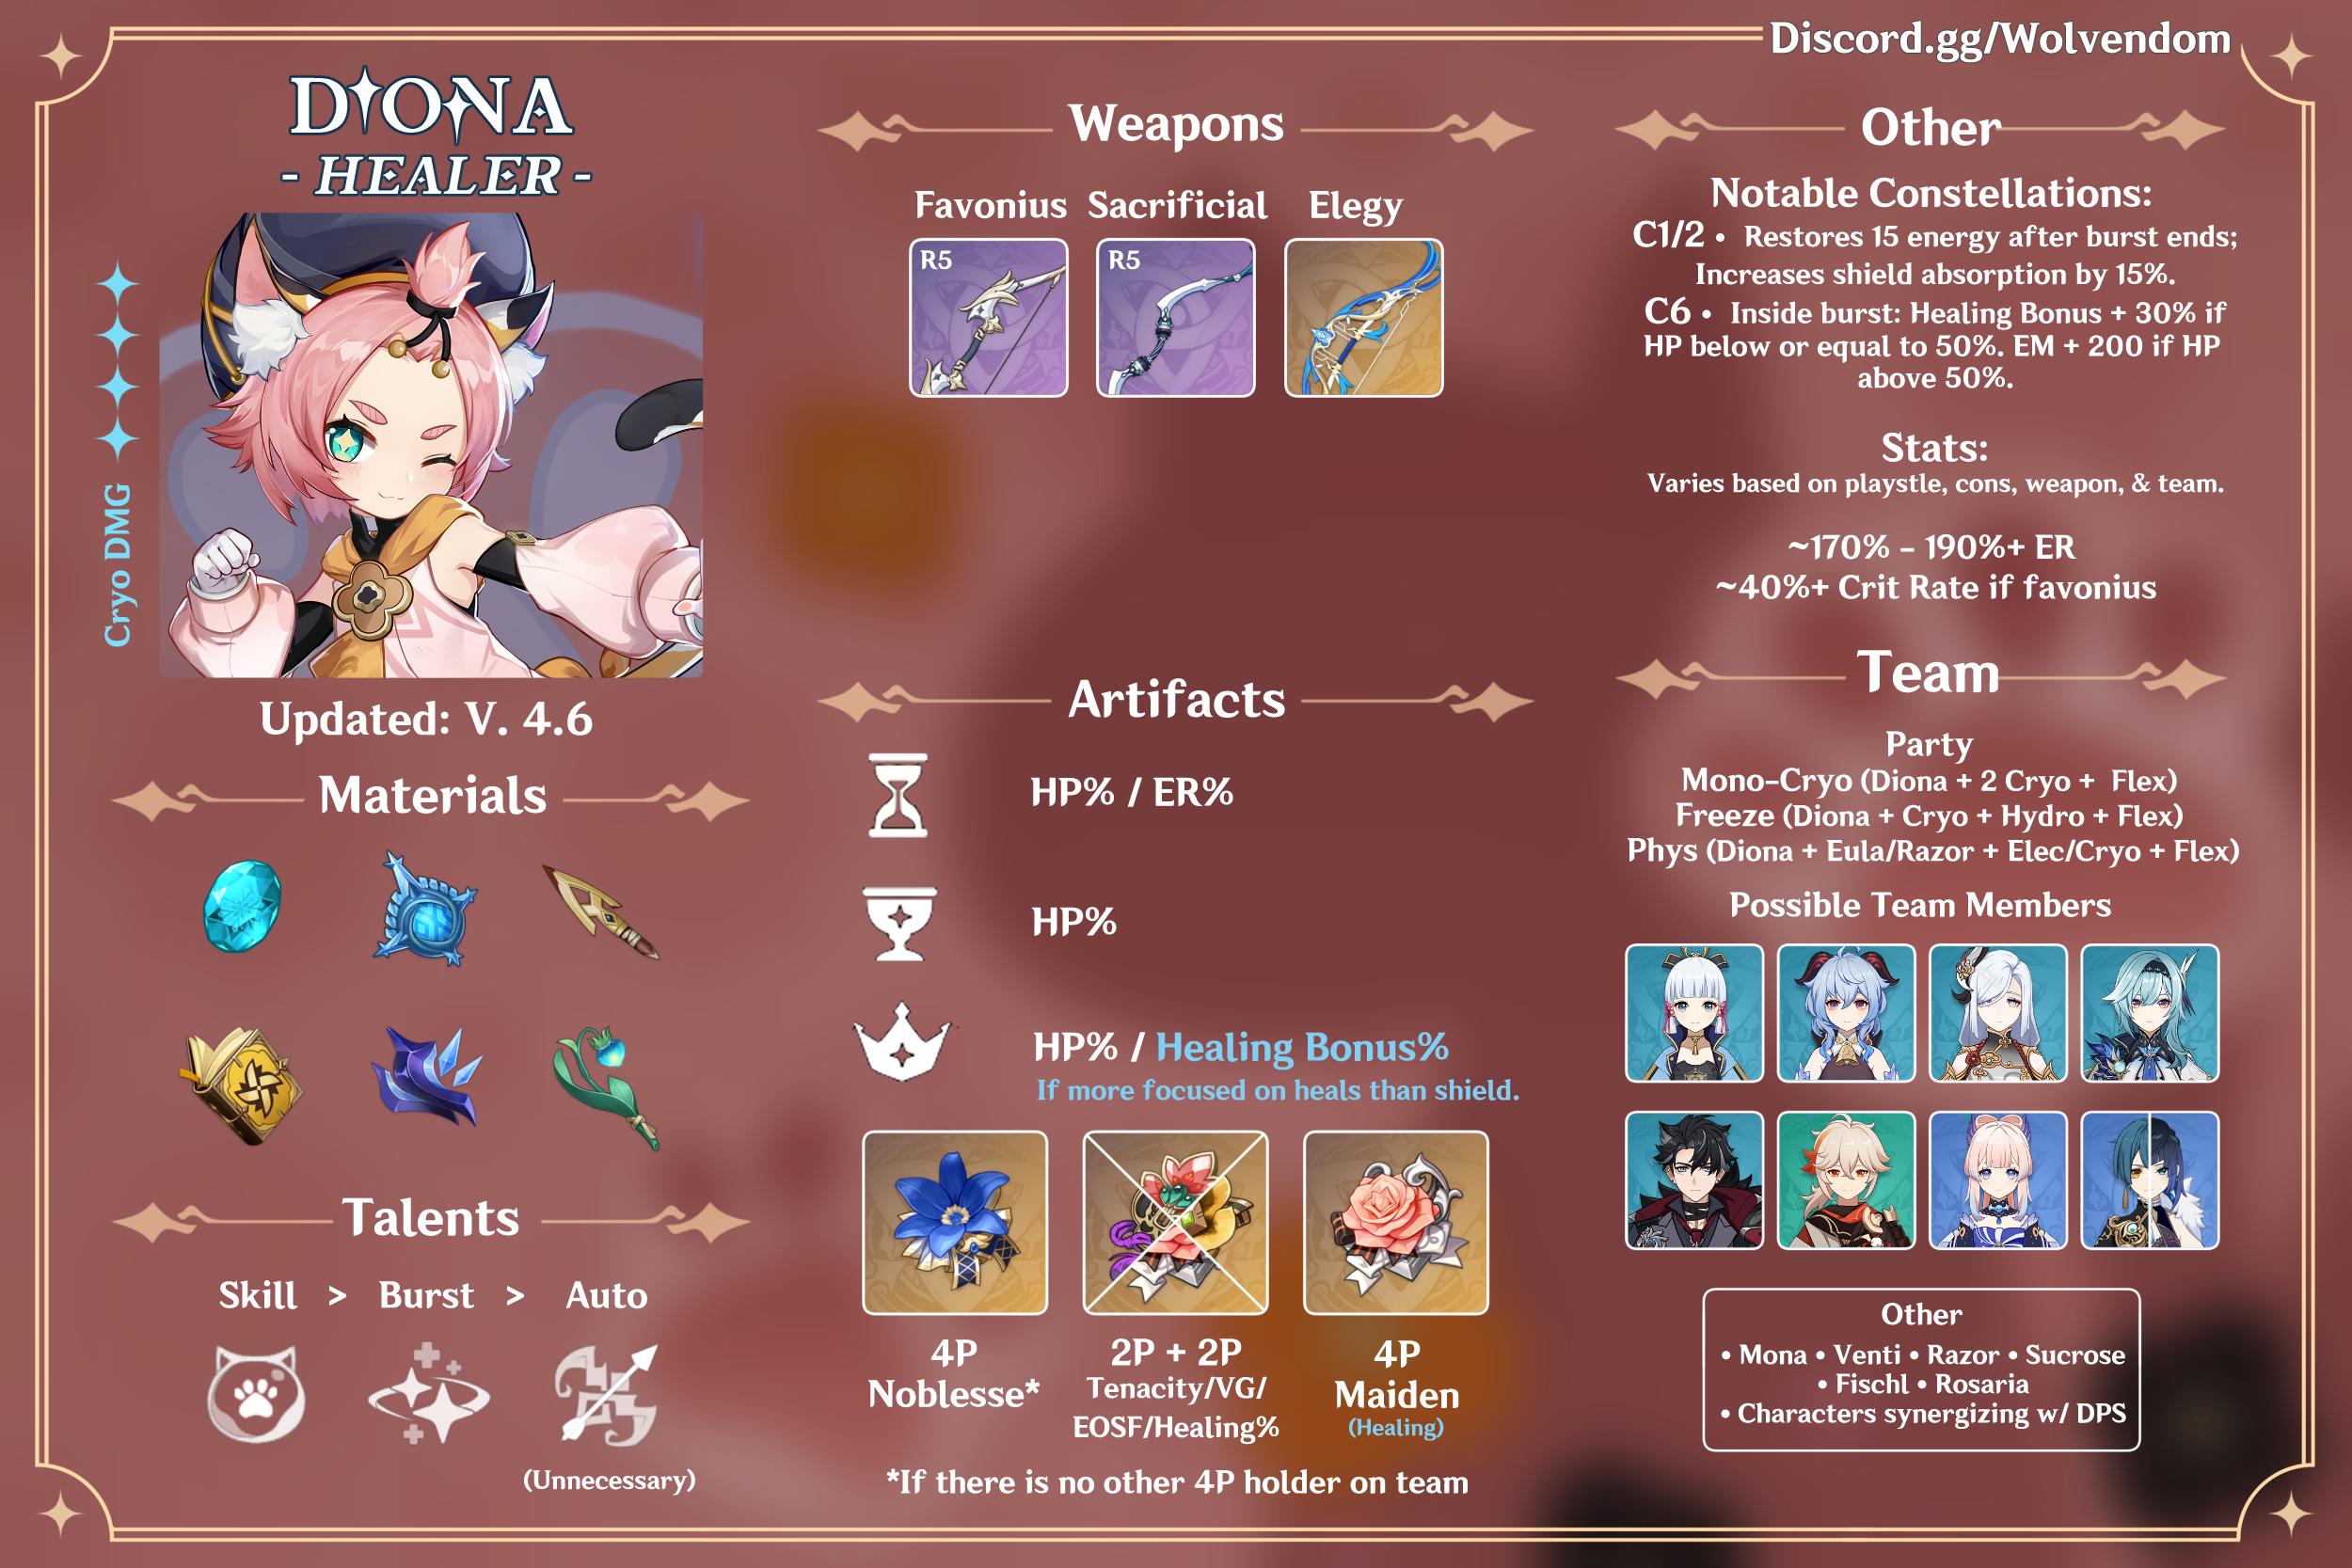 Discord.gg/Wolvendom
DIONA
- HEALER -
Cryo DMG
Updated: V. 4.6
Materials
Talents
Skill > Burst > Auto
(Unnecessary)
Weapons
Favonius Sacrificial Elegy
R5 R5
Artifacts
HP% / ER%
HP%
HP% / Healing Bonus%
If more focused on heals than shield.
4P
Noblesse*
2P + 2P
Tenacity/VG/
EOSF/Healing%
4P
Maiden
(Healing)
*If there is no other 4P holder on team
Other
Notable Constellations:
C1/2 • Restores 15 energy after burst ends;
Increases shield absorption by 15%.
C6 • Inside burst: Healing Bonus + 30% if
HP below or equal to 50%. EM + 200 if HP
above 50%.
Stats:
Varies based on playstle, cons, weapon, & team.
~170% - 190%+ ER
~40%+ Crit Rate if favonius
Team
Party
Mono-Cryo (Diona + 2 Cryo + Flex)
Freeze (Diona + Cryo + Hydro + Flex)
Phys (Diona + Eula/Razor + Elec/Cryo + Flex)
Possible Team Members
Other
• Mona • Venti • Razor • Sucrose
• Fischl • Rosaria
• Characters synergizing w/ DPS